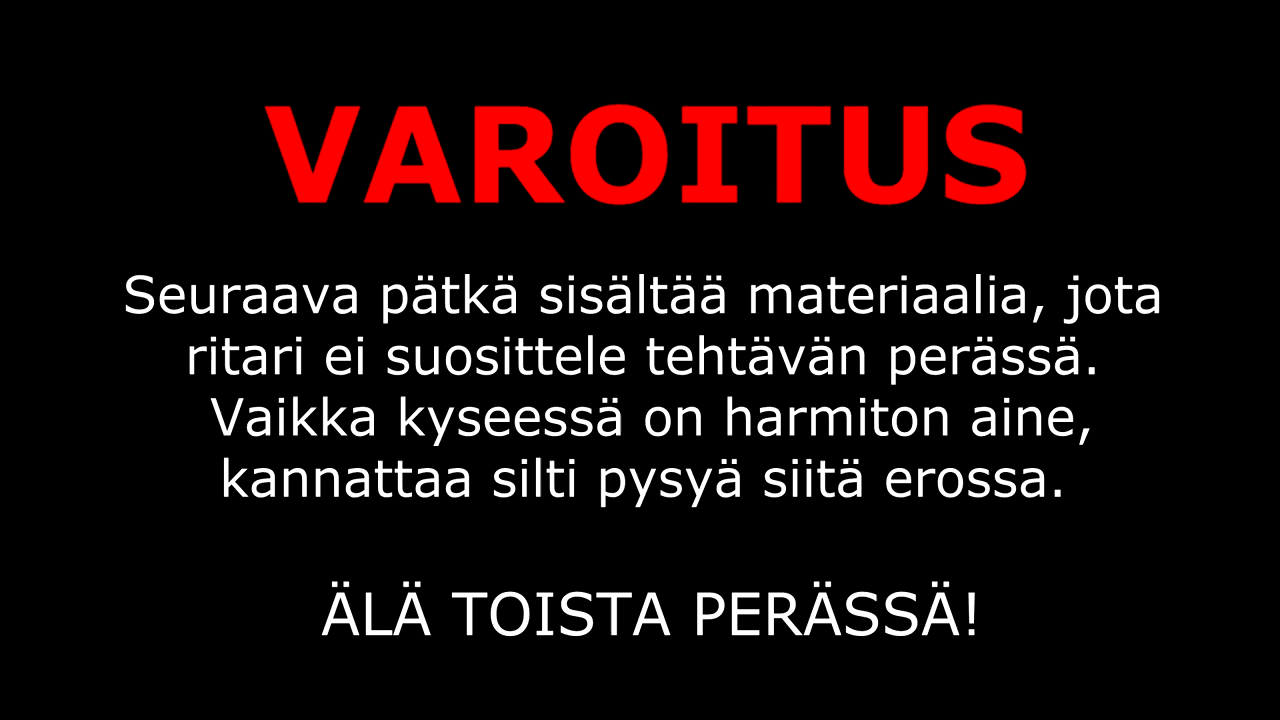 VAROITUS
Seuraava pätkä sisältää materiaalia, jota
ritari ei suosittele tehtävän perässä.
Vaikka kyseessä on harmiton aine,
kannattaa silti pysyä siitä erossa.
ÄLÄ TOISTA PERÄSSÄ!